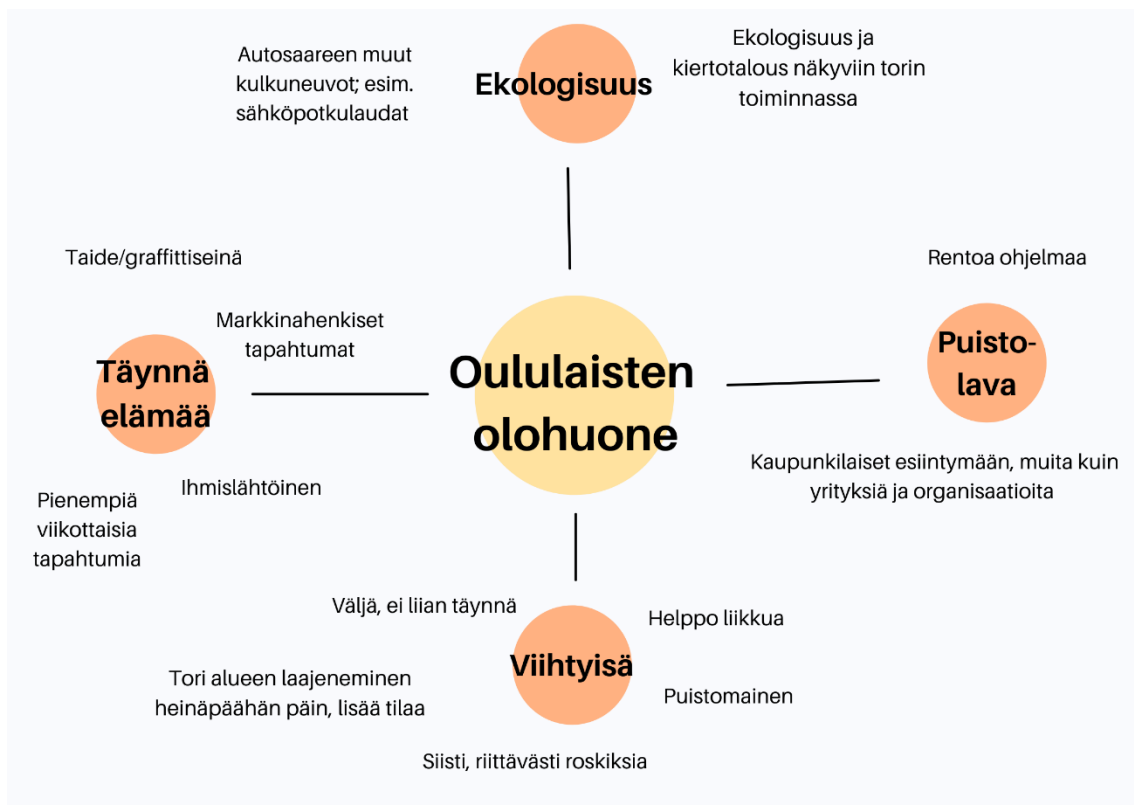 Autosaareen muut
kulkuneuvot; esim.
sähköpotkulaudat
Ekologisuus
Ekologisuus ja
kiertotalous näkyviin torin
toiminnassa
Taide/graffittiseinä
Markkinahenkiset
tapahtumat
Täynnä
elämää
Ihmislähtöinen
Pienempiä
viikottaisia
tapahtumia
Oululaisten
olohuone
Rentoa ohjelmaa
Puisto-
lava
Kaupunkilaiset esiintymään, muita kuin
yrityksiä ja organisaatioita
Väljä, ei liian täynnä
Helppo liikkua
Viihtyisä
Tori alueen laajeneminen
heinäpäähän päin, lisää tilaa
Puistomainen
Siisti, riittävästi roskiksia